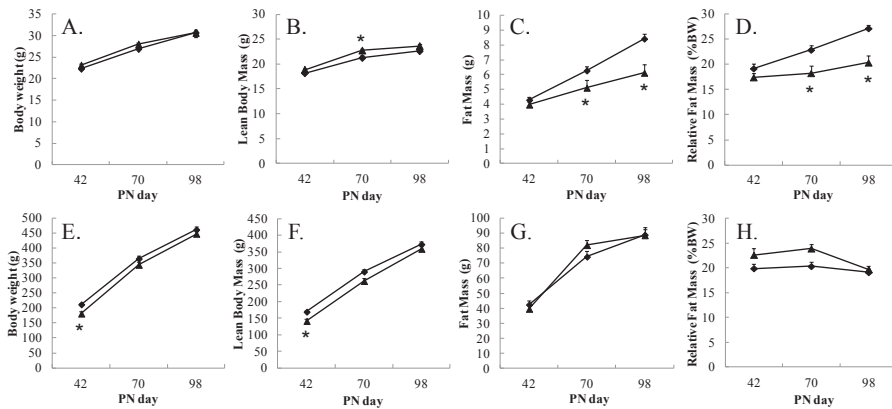 A.
Body weight (g)
35
30
25
20
15
10
5
0
42 70 98
PN day
B.
Lean Body Mass (g)
30
25
20
15
10
5
0
*
42 70 98
PN day
C.
Fat Mass (g)
10
9
8
7
6
5
4
3
2
1
0
* *
42 70 98
PN day
D.
Relative Fat Mass (%BW)
30
25
20
15
10
5
0
* *
42 70 98
PN day
E.
Body weight (g)
500
450
400
350
300
250
200
150
100
50
0
*
42 70 98
PN day
F.
Lean Body Mass (g)
450
400
350
300
250
200
150
100
50
0
*
42 70 98
PN day
G.
Fat Mass (g)
100
90
80
70
60
50
40
30
20
10
0
42 70 98
PN day
H.
Relative Fat Mass (%BW)
30
25
20
15
10
5
0
42 70 98
PN day